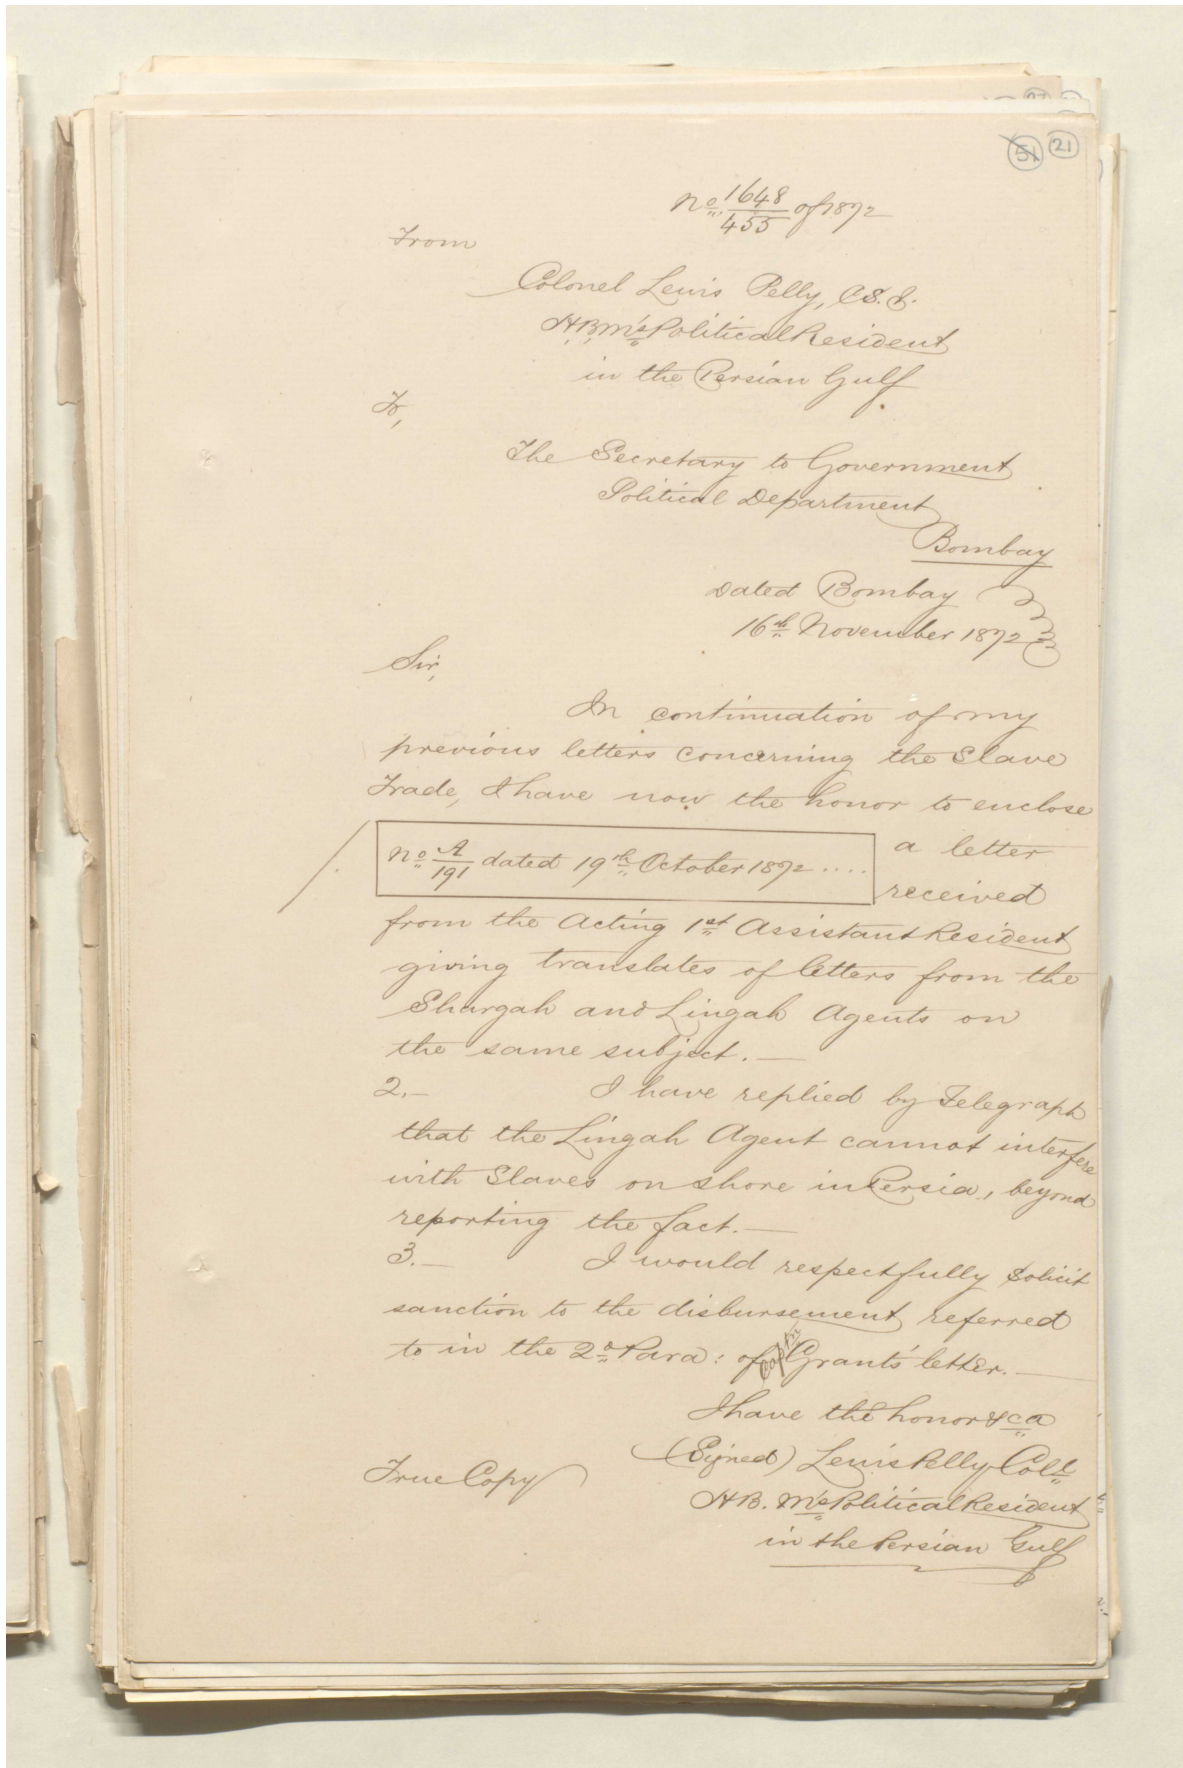 51 21
No 1648/455 of 1872
From
Colonel Lewis Pelly, C.S.I.
H.B.M's Political Resident
in the Persian Gulf
To,
The Secretary to Government
Political Department
Bombay
Dated Bombay
16th November 1872
Sir,
In continuation of my
previous letters concerning the Slave
Trade, I have now the honor to enclose
a letter
No A/191 dated 19th October 1872 ....
received
from the Acting 1st Assistant Resident
giving translates of letters from the
Shargah and Lingah Agents on
the same subject. —
2. — I have replied by Telegraph
that the Lingah Agent cannot interfere
with Slaves on shore in Persia, beyond
reporting the fact. —
3. — I would respectfully solicit
sanction to the disbursement referred
to in the 2d Para: of Captn Grant's letter. —
I have the honor &ca
(Signed) Lewis Pelly Coll
True Copy
H.B. M's Political Resident
in the Persian Gulf